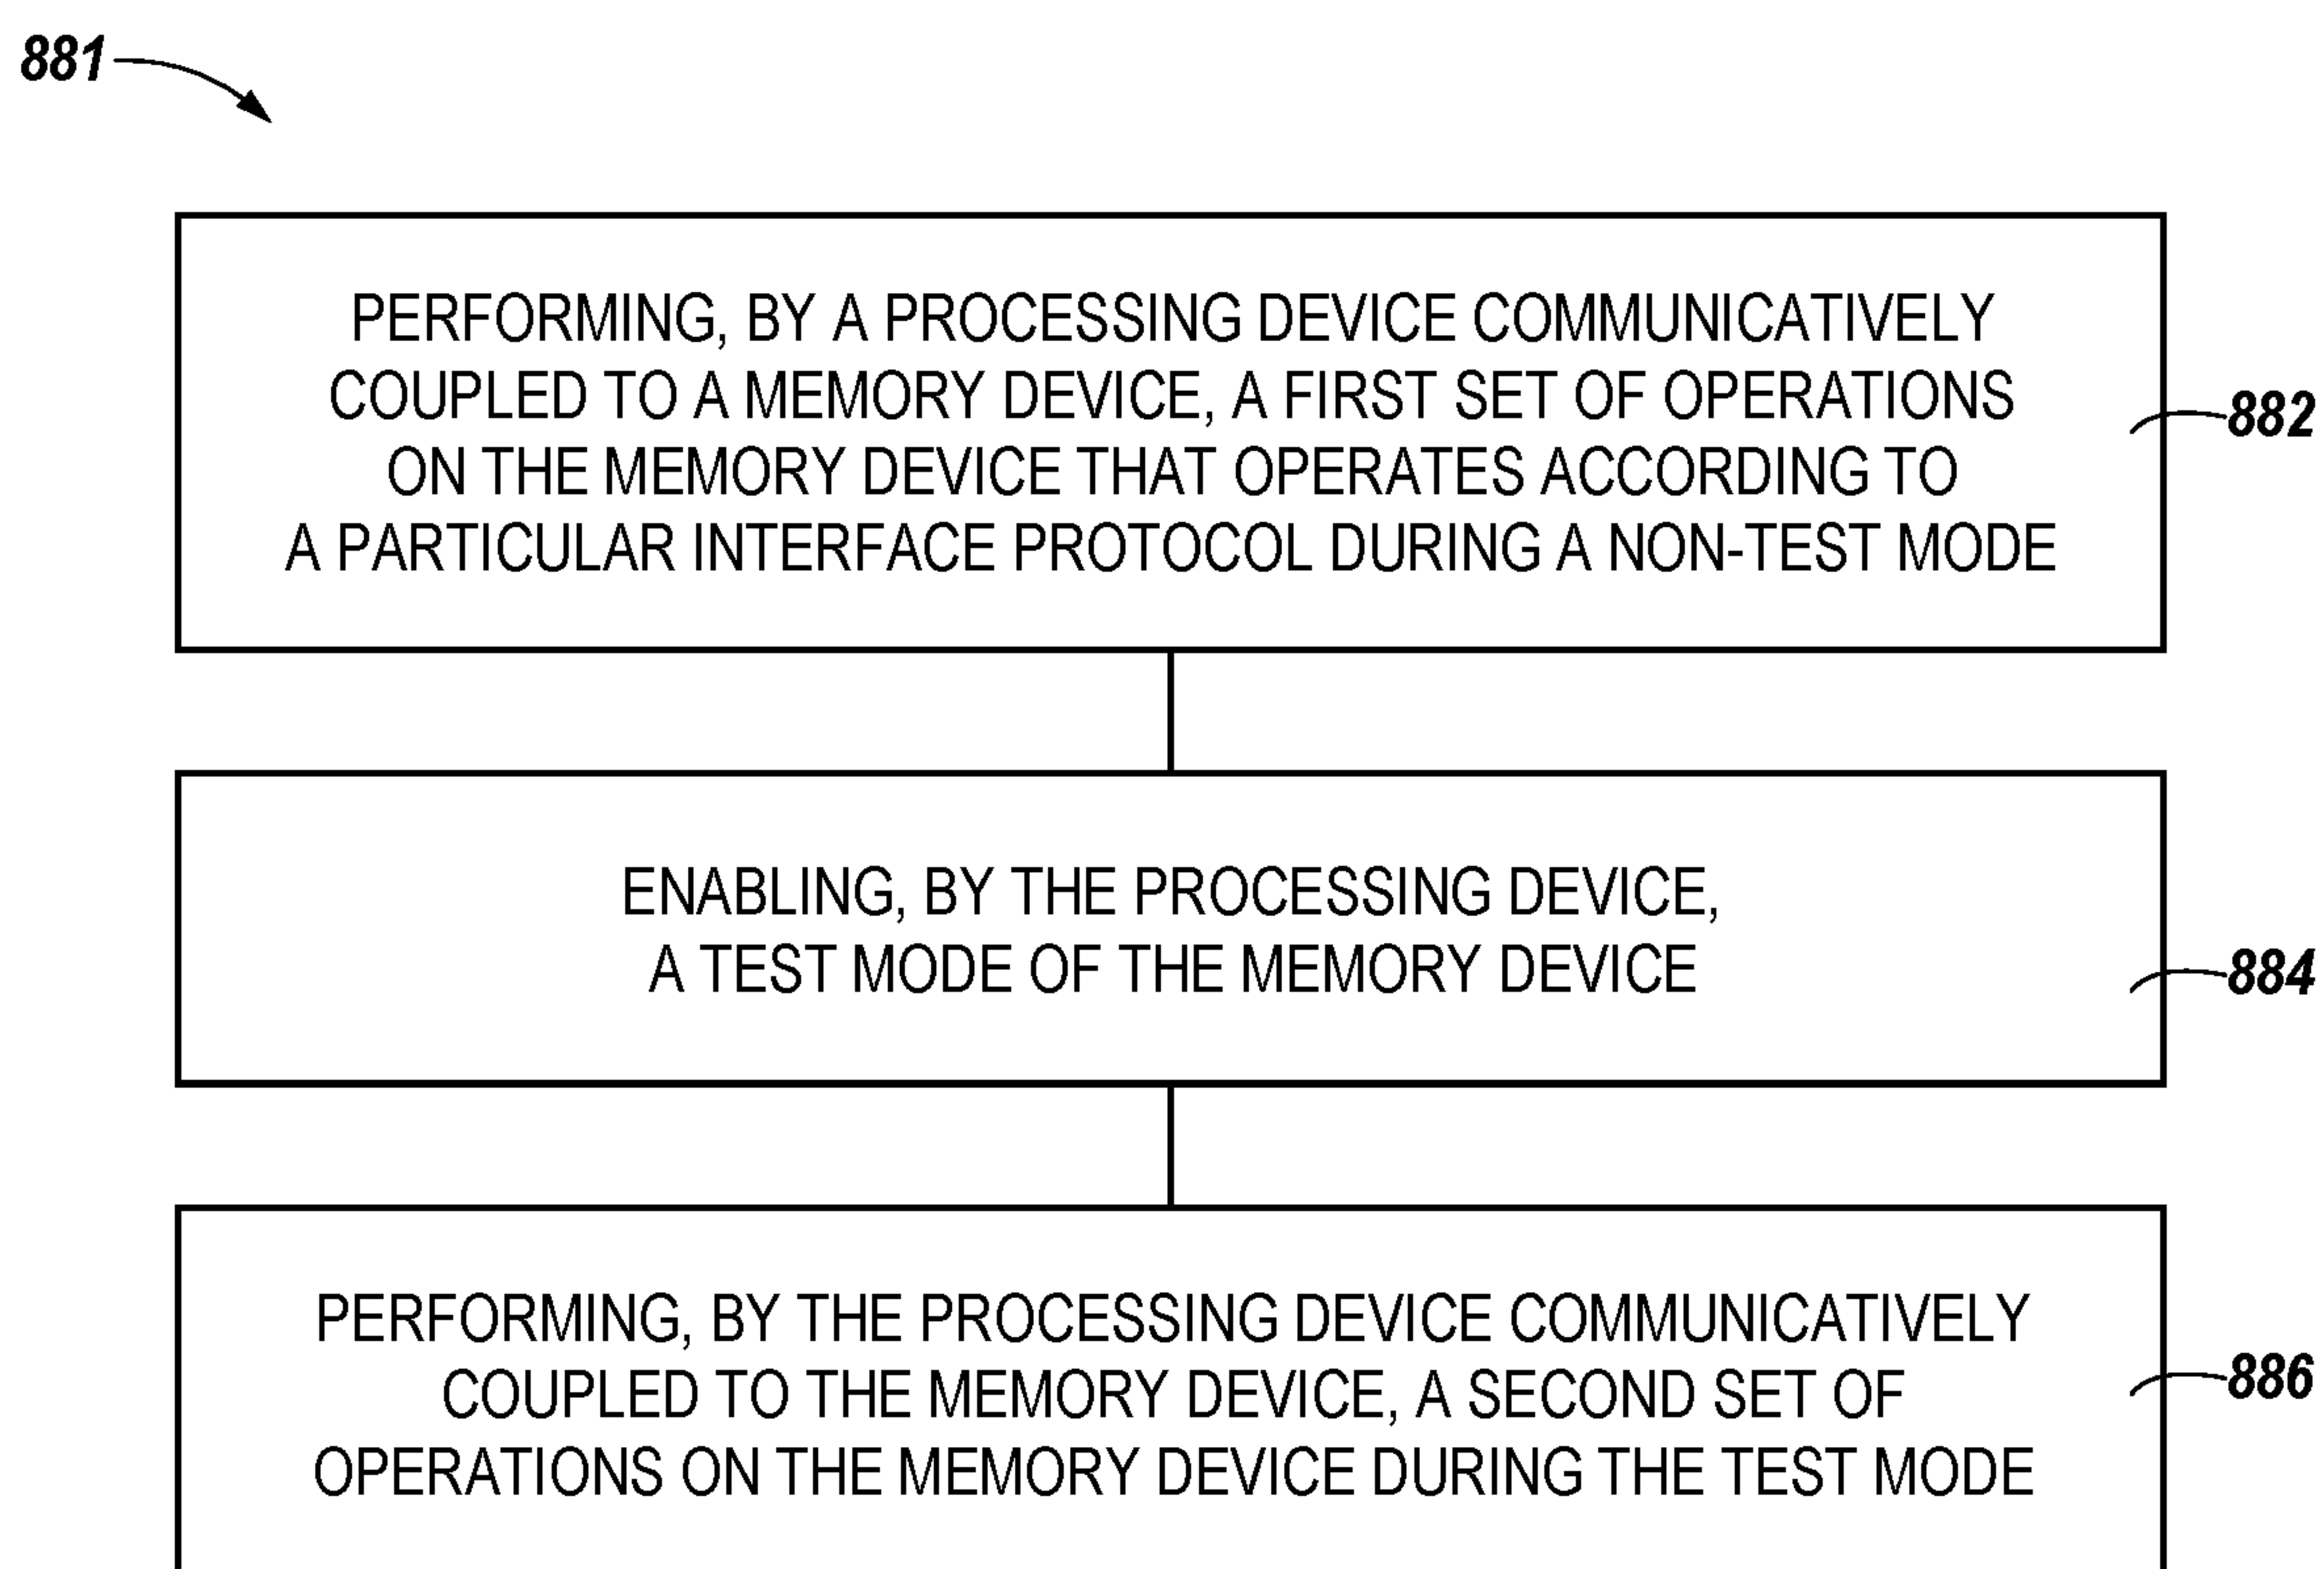 881
PERFORMING, BY A PROCESSING DEVICE COMMUNICATIVELY
COUPLED TO A MEMORY DEVICE, A FIRST SET OF OPERATIONS
ON THE MEMORY DEVICE THAT OPERATES ACCORDING TO
A PARTICULAR INTERFACE PROTOCOL DURING A NON-TEST MODE
882
ENABLING, BY THE PROCESSING DEVICE,
A TEST MODE OF THE MEMORY DEVICE
884
PERFORMING, BY THE PROCESSING DEVICE COMMUNICATIVELY
COUPLED TO THE MEMORY DEVICE, A SECOND SET OF
OPERATIONS ON THE MEMORY DEVICE DURING THE TEST MODE
886